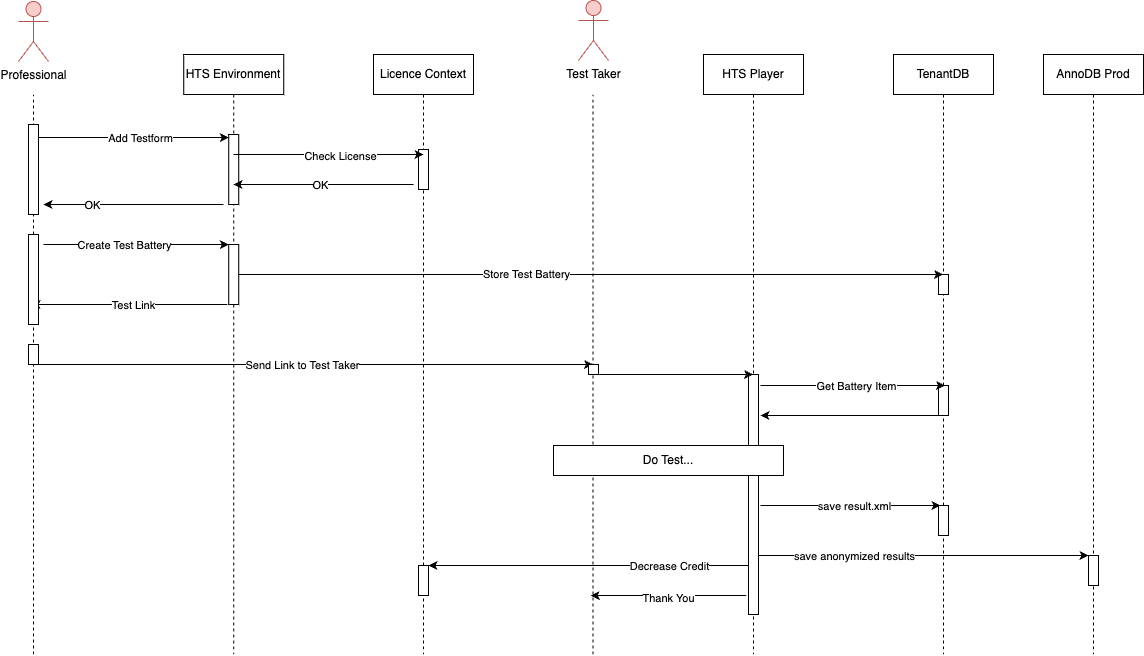 Professional
HTS Environment
Licence Context
Test Taker
HTS Player
TenantDB
AnnoDB Prod
Add Testform
Check License
OK
OK
Create Test Battery
Store Test Battery
Test Link
Send Link to Test Taker
Get Battery Item
Do Test...
save result.xml
save anonymized results
Decrease Credit
Thank You